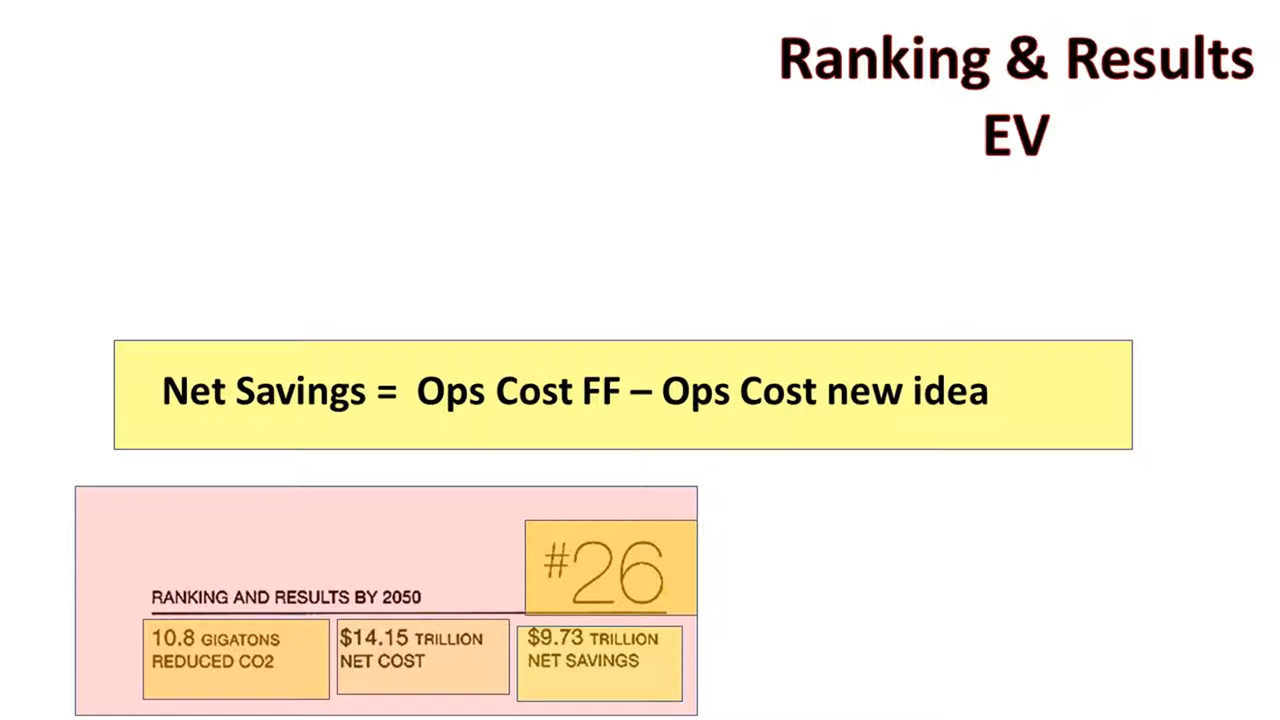 Ranking & Results
EV
Net Savings = Ops Cost FF – Ops Cost new idea
#26
RANKING AND RESULTS BY 2050
10.8 GIGATONS
REDUCED CO2
$14.15 TRILLION
NET COST
$9.73 TRILLION
NET SAVINGS